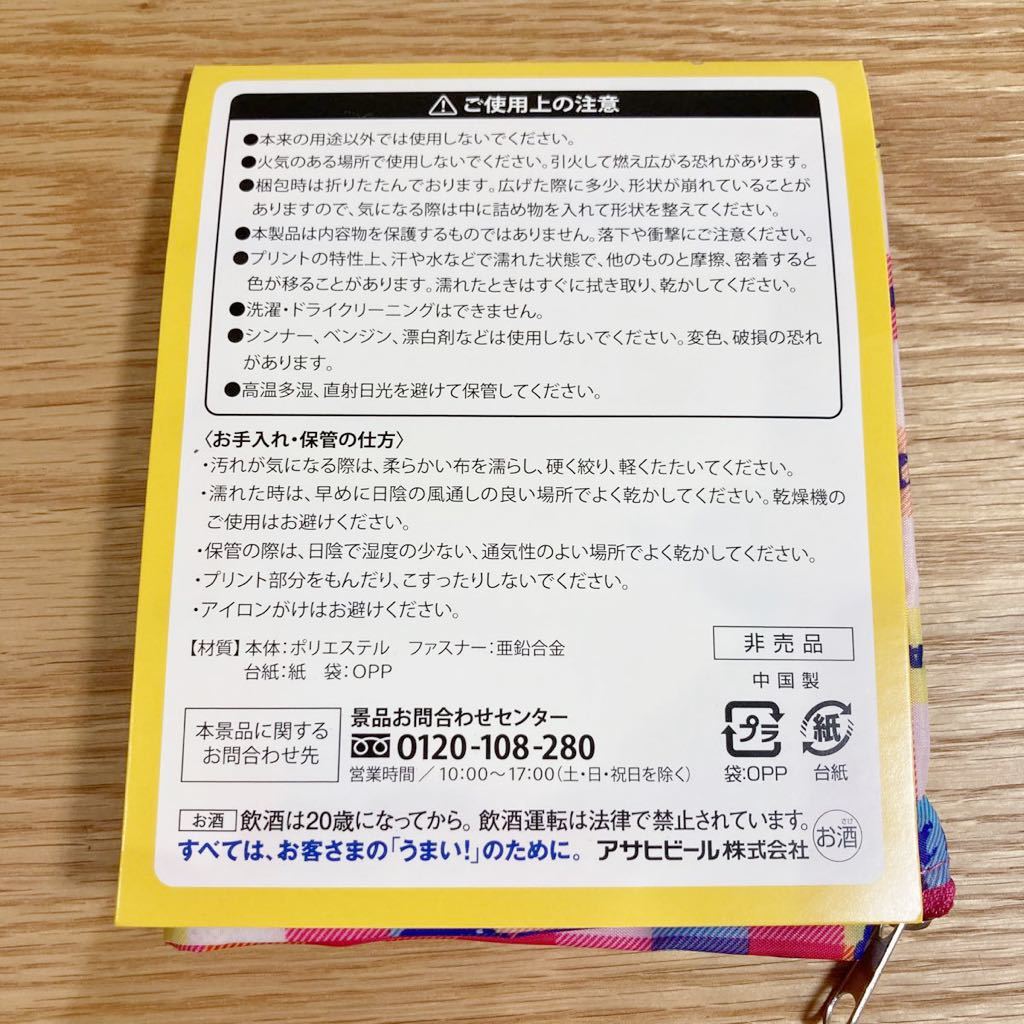 ⚠ ご使用上の注意
●本来の用途以外では使用しないでください。
●火気のある場所で使用しないでください。引火して燃え広がる恐れがあります。
●梱包時は折りたたんでおります。広げた際に多少、形状が崩れていることが
ありますので、気になる際は中に詰め物を入れて形状を整えてください。
●本製品は内容物を保護するものではありません。落下や衝撃にご注意ください。
●プリントの特性上、汗や水などで濡れた状態で、他のものと摩擦、密着すると
色が移ることがあります。濡れたときはすぐに拭き取り、乾かしてください。
●洗濯・ドライクリーニングはできません。
●シンナー、ベンジン、漂白剤などは使用しないでください。変色、破損の恐れ
があります。
●高温多湿、直射日光を避けて保管してください。
〈お手入れ・保管の仕方〉
・汚れが気になる際は、柔らかい布を濡らし、硬く絞り、軽くたたいてください。
・濡れた時は、早めに日陰の風通しの良い場所でよく乾かしてください。乾燥機の
ご使用はお避けください。
・保管の際は、日陰で湿度の少ない、通気性のよい場所でよく乾かしてください。
・プリント部分をもんだり、こすったりしないでください。
・アイロンがけはお避けください。
【材質】本体:ポリエステル ファスナー:亜鉛合金
台紙:紙 袋:OPP
非売品
中国製
本景品に関する
お問合わせ先
景品お問合わせセンター
0120-108-280
営業時間/10:00〜17:00(土・日・祝日を除く)
プラ
袋:OPP
紙
台紙
お酒 飲酒は20歳になってから。飲酒運転は法律で禁止されています。
すべては、お客さまの「うまい!」のために。 アサヒビール株式会社
さけ
お酒